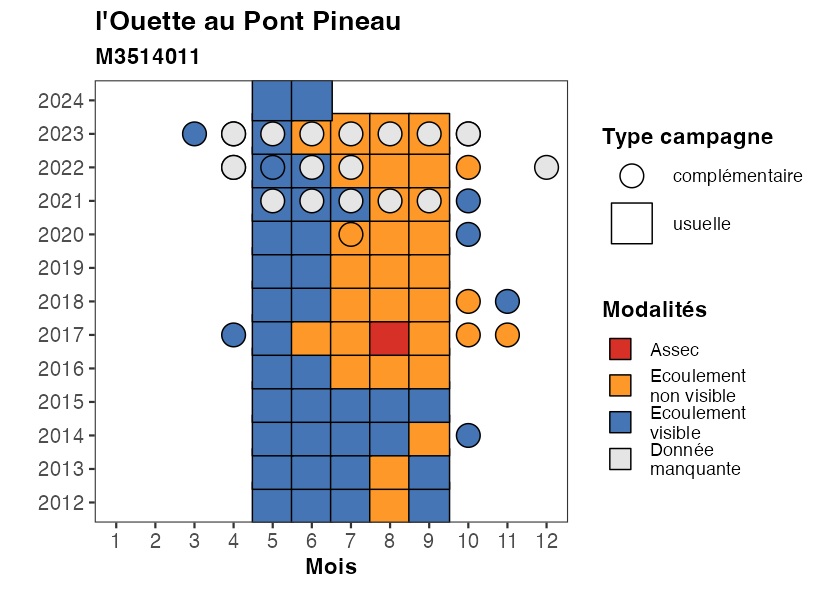 l'Ouette au Pont Pineau
M3514011
2024
2023
2022
2021
2020
2019
2018
2017
2016
2015
2014
2013
2012
1 2 3 4 5 6 7 8 9 10 11 12
Mois
Type campagne
complémentaire
usuelle
Modalités
Assec
Ecoulement
non visible
Ecoulement
visible
Donnée
manquante